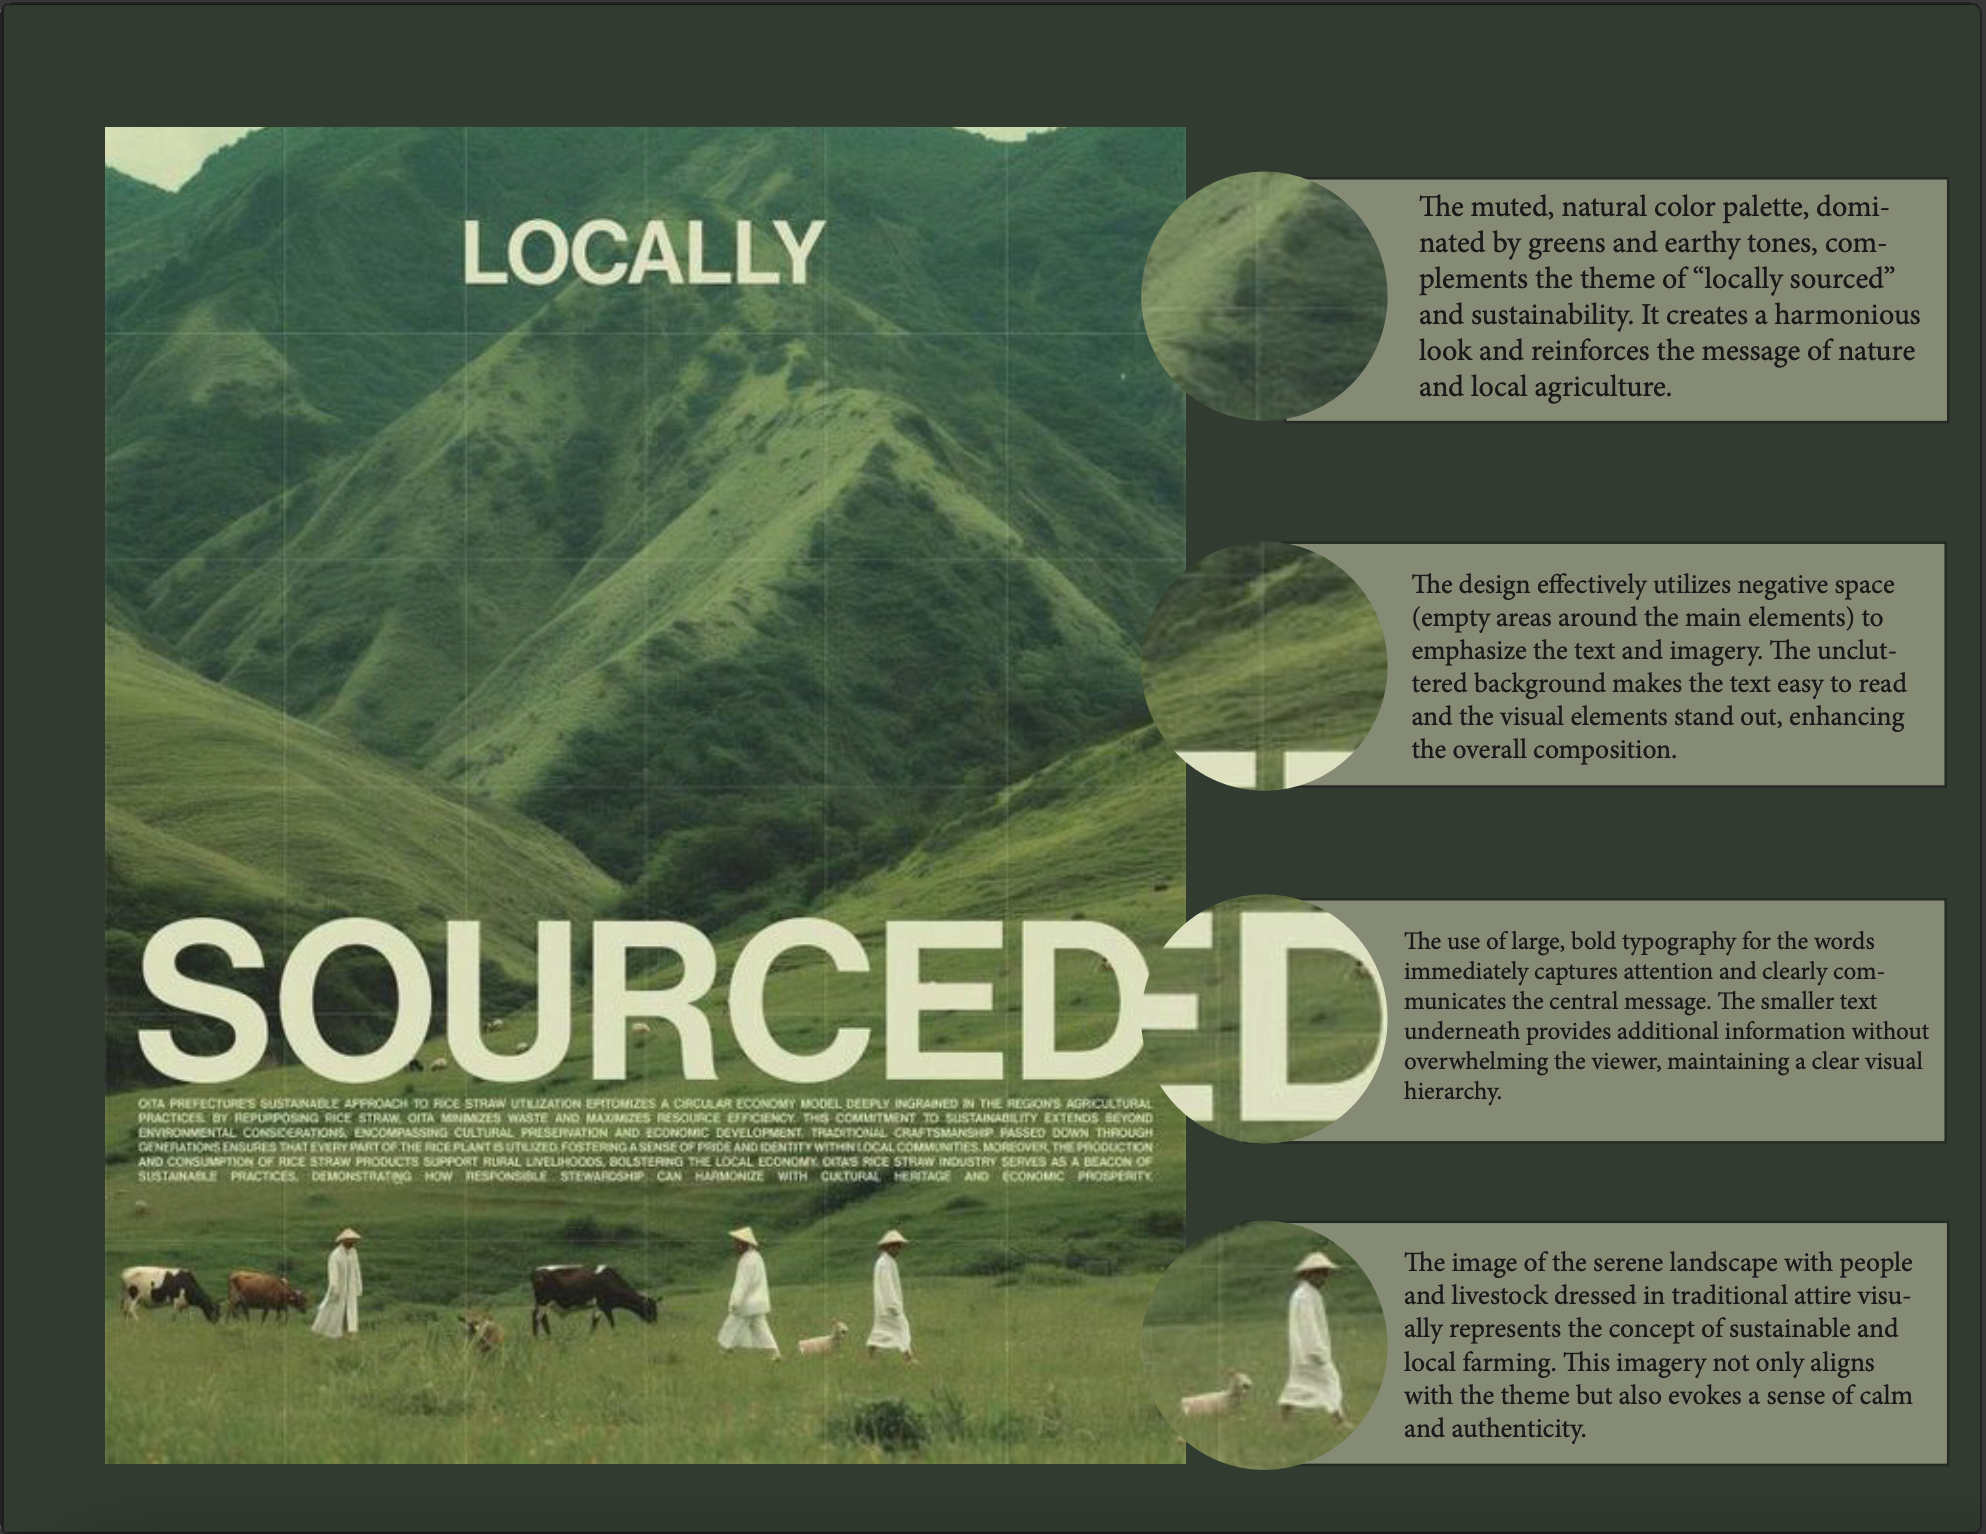 LOCALLY
SOURCED
OITA PREFECTURE'S SUSTAINABLE APPROACH TO RICE STRAW UTILIZATION EPITOMIZES A CIRCULAR ECONOMY MODEL DEEPLY INGRAINED IN THE REGION'S AGRICULTURAL
PRACTICES. BY REPURPOSING RICE STRAW, OITA MINIMIZES WASTE AND MAXIMIZES RESOURCE EFFICIENCY. THIS COMMITMENT TO SUSTAINABILITY EXTENDS BEYOND
ENVIRONMENTAL CONSIDERATIONS, ENCOMPASSING CULTURAL PRESERVATION AND ECONOMIC DEVELOPMENT. TRADITIONAL CRAFTSMANSHIP PASSED DOWN THROUGH
GENERATIONS ENSURES THAT EVERY PART OF THE RICE PLANT IS UTILIZED, FOSTERING A SENSE OF PRIDE AND IDENTITY WITHIN LOCAL COMMUNITIES. MOREOVER, THE PRODUCTION
AND CONSUMPTION OF RICE STRAW PRODUCTS SUPPORT RURAL LIVELIHOODS, BOLSTERING THE LOCAL ECONOMY. OITA'S RICE STRAW INDUSTRY SERVES AS A BEACON OF
SUSTAINABLE PRACTICES, DEMONSTRATING HOW RESPONSIBLE STEWARDSHIP CAN HARMONIZE WITH CULTURAL HERITAGE AND ECONOMIC PROSPERITY.
The muted, natural color palette, domi-
nated by greens and earthy tones, com-
plements the theme of “locally sourced”
and sustainability. It creates a harmonious
look and reinforces the message of nature
and local agriculture.
The design effectively utilizes negative space
(empty areas around the main elements) to
emphasize the text and imagery. The unclut-
tered background makes the text easy to read
and the visual elements stand out, enhancing
the overall composition.
ED
The use of large, bold typography for the words
immediately captures attention and clearly com-
municates the central message. The smaller text
underneath provides additional information without
overwhelming the viewer, maintaining a clear visual
hierarchy.
The image of the serene landscape with people
and livestock dressed in traditional attire visu-
ally represents the concept of sustainable and
local farming. This imagery not only aligns
with the theme but also evokes a sense of calm
and authenticity.